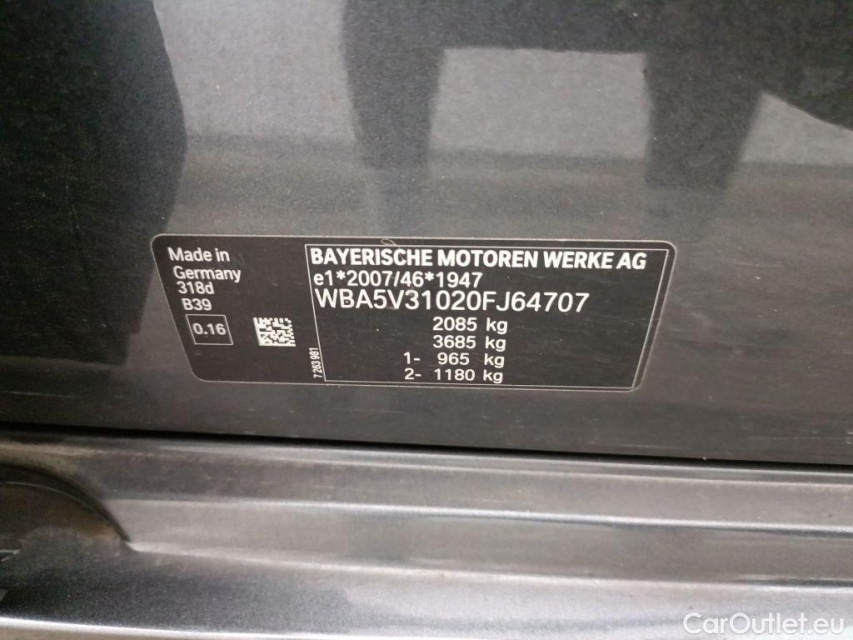 Made in
Germany
318d
B39
0.16
7 263 981
BAYERISCHE MOTOREN WERKE AG
e1*2007/46*1947
WBA5V31020FJ64707
2085 kg
3685 kg
1- 965 kg
2- 1180 kg
CarOutlet.eu